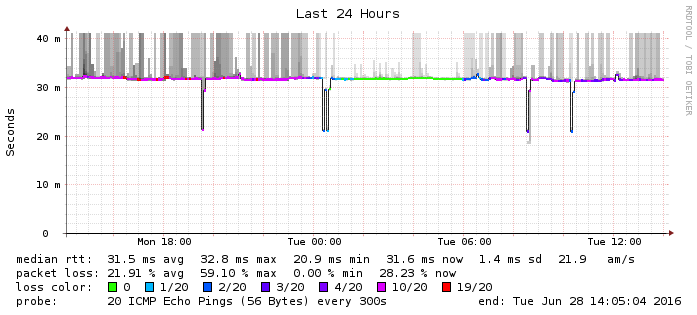 Last 24 Hours
RRDTOOL / TOBI OETIKER
Seconds
40 m
30 m
20 m
10 m
0
Mon 18:00 Tue 00:00 Tue 06:00 Tue 12:00
median rtt: 31.5 ms avg 32.8 ms max 20.9 ms min 31.6 ms now 1.4 ms sd 21.9 am/s
packet loss: 21.91 % avg 59.10 % max 0.00 % min 28.23 % now
loss color: 0 1/20 2/20 3/20 4/20 10/20 19/20
probe: 20 ICMP Echo Pings (56 Bytes) every 300s end: Tue Jun 28 14:05:04 2016